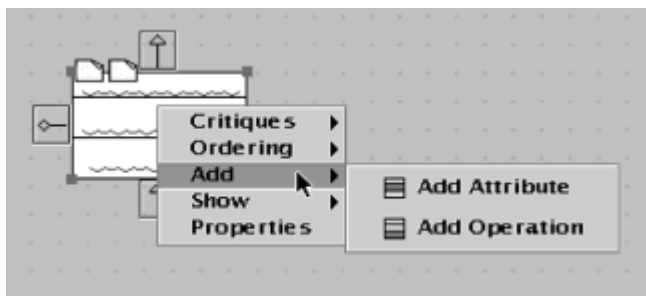 Critiques
Ordering
Add
Show
Properties
Add Attribute
Add Operation